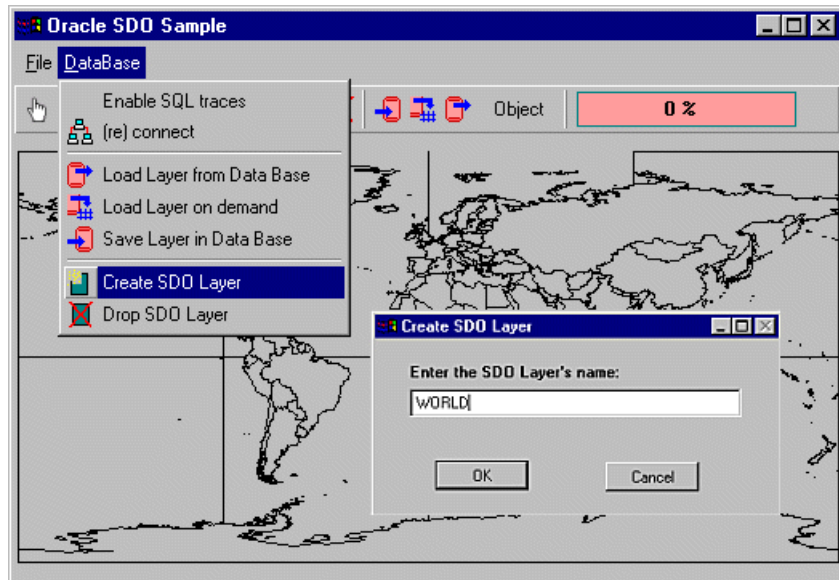 Oracle SDO Sample
File DataBase
Enable SQL traces
(re) connect
Load Layer from Data Base
Load Layer on demand
Save Layer in Data Base
Create SDO Layer
Drop SDO Layer
Object
0 %
Create SDO Layer
Enter the SDO Layer's name:
WORLD
OK Cancel